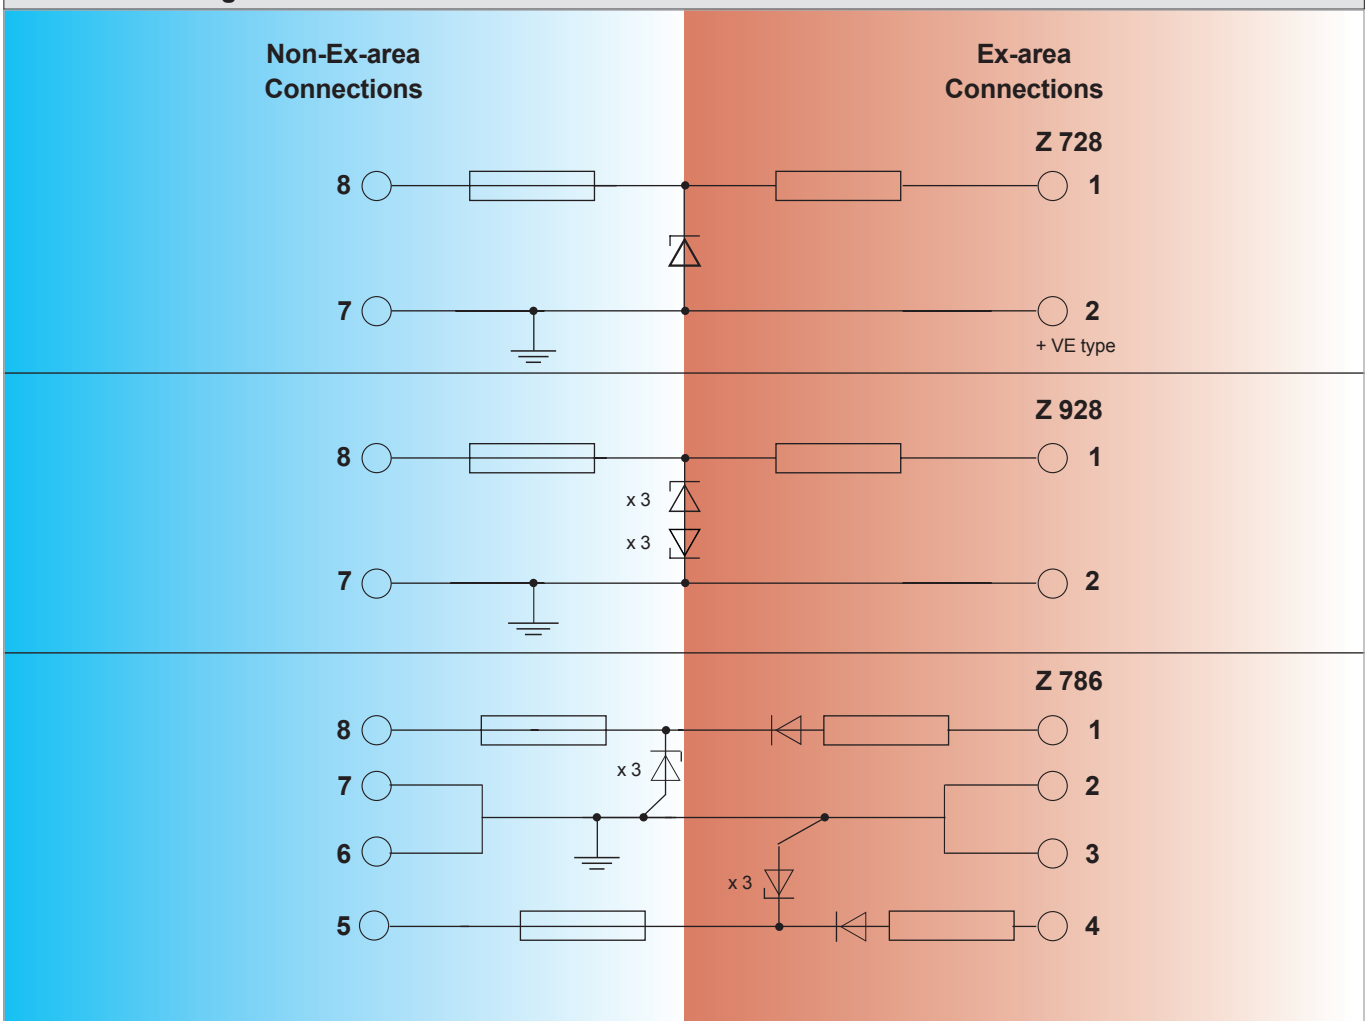 Non-Ex-area
Connections
Ex-area
Connections
Z 728
8
1
7
2
+ VE type
Z 928
8
1
x 3
x 3
7
2
Z 786
8
1
x 3
7
2
6
3
x 3
5
4